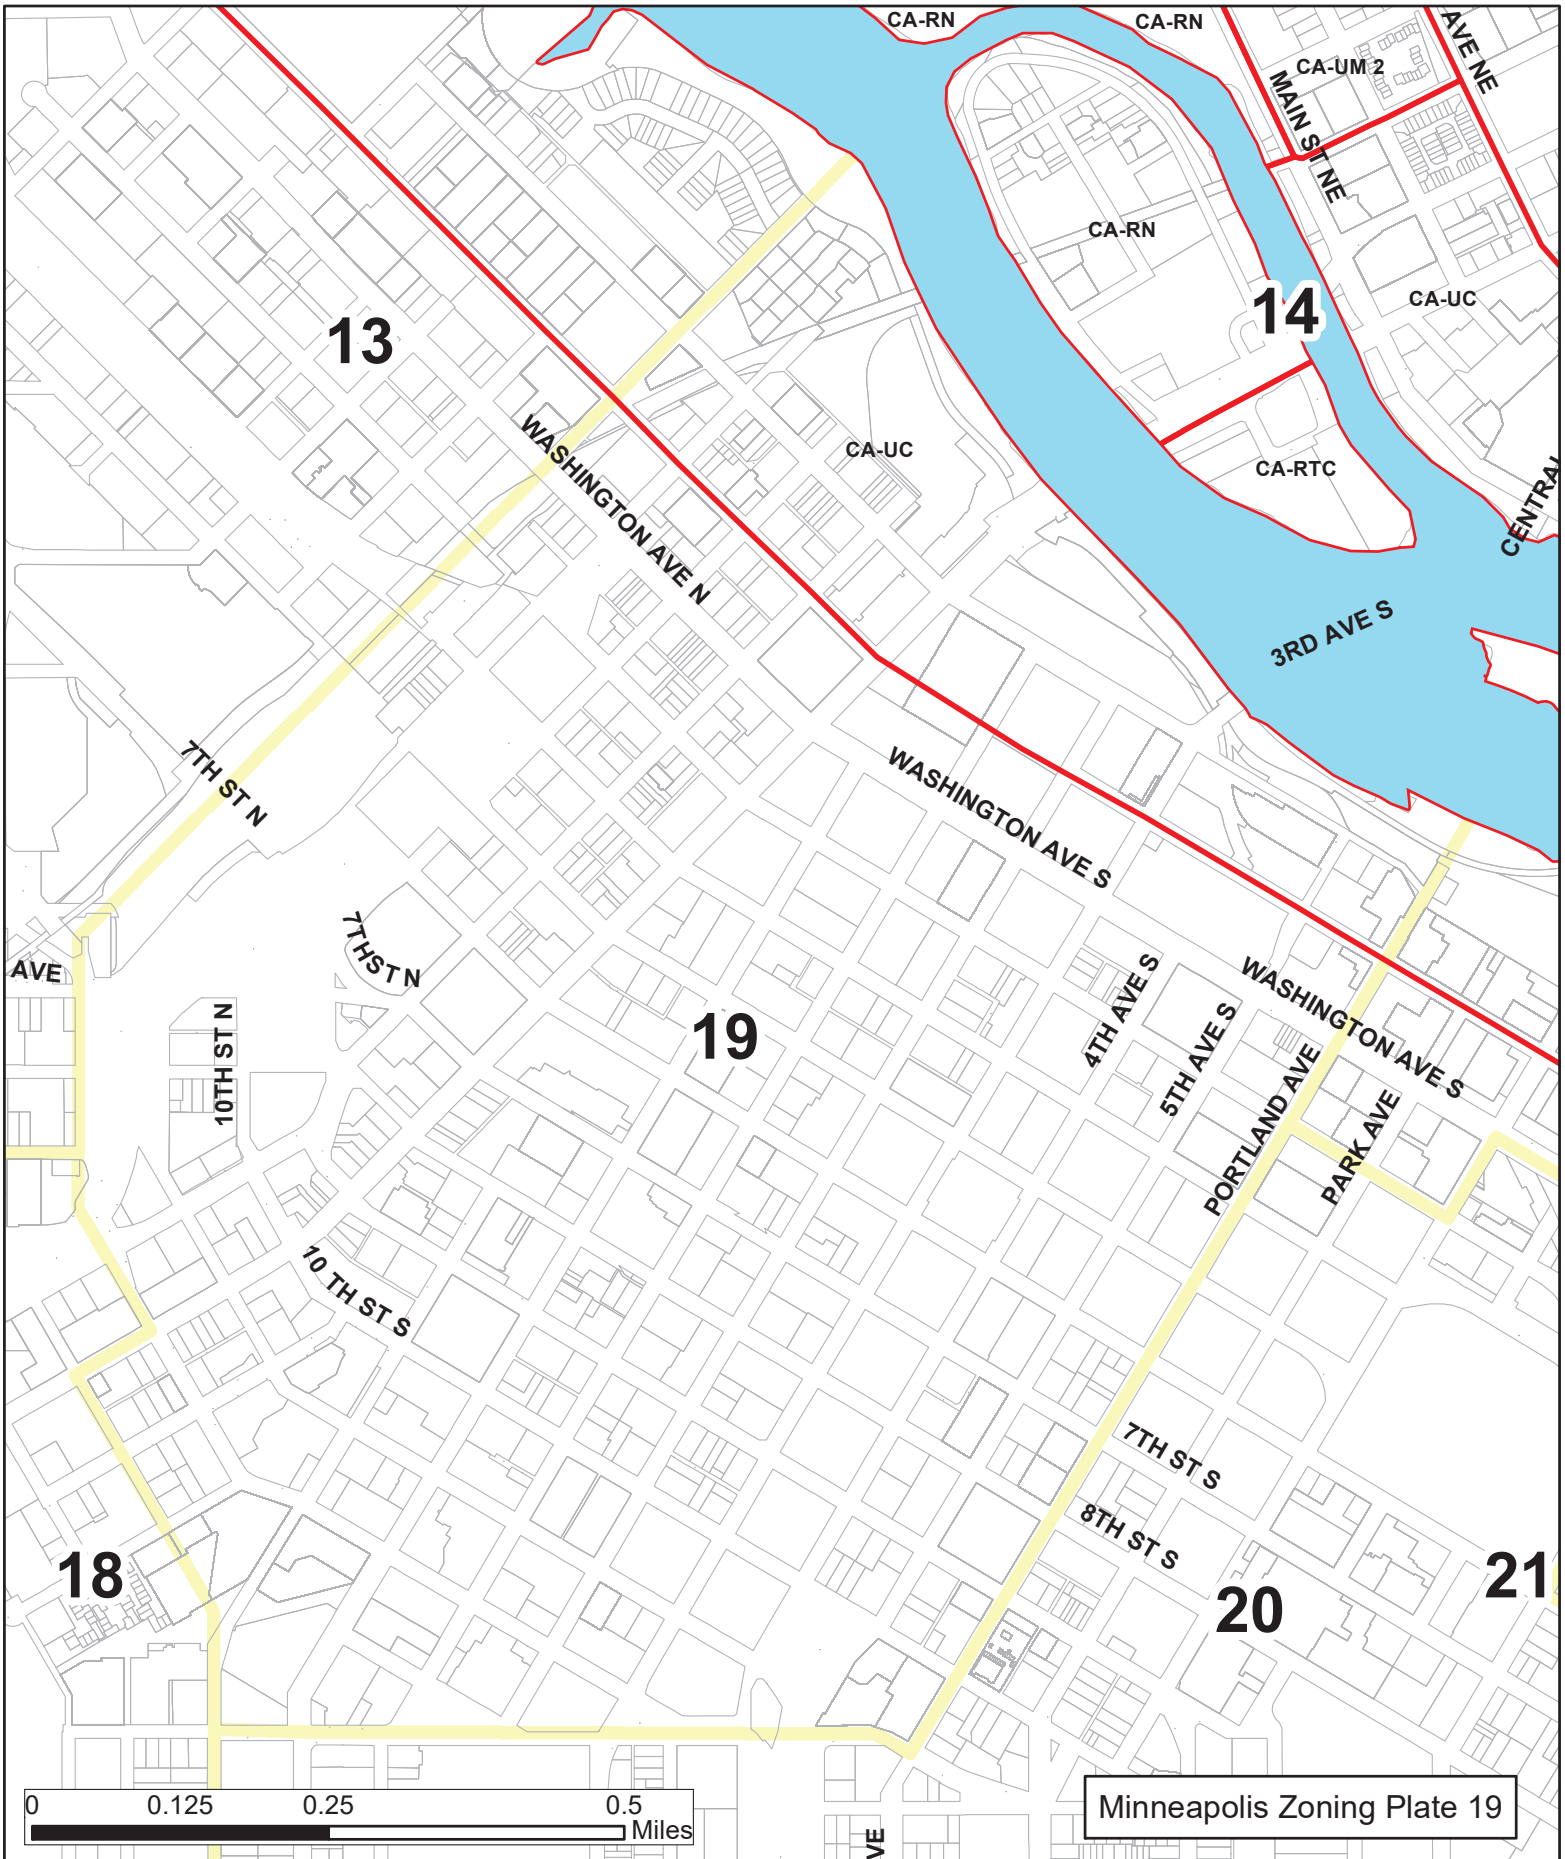 CA-RN
CA-RN
AVE NE
CA-UM 2
MAIN ST NE
CA-RN
14
CA-UC
13
WASHINGTON AVE N
CA-UC
CA-RTC
CENTRAL
3RD AVE S
7TH ST N
WASHINGTON AVE S
7THST N
AVE
10TH ST N
19
4TH AVE S
5TH AVE S
WASHINGTON AVE S
PORTLAND AVE
PARK AVE
10 TH ST S
7TH ST S
8TH ST S
18
20
21
0 0.125 0.25 0.5
Miles
Minneapolis Zoning Plate 19
VE